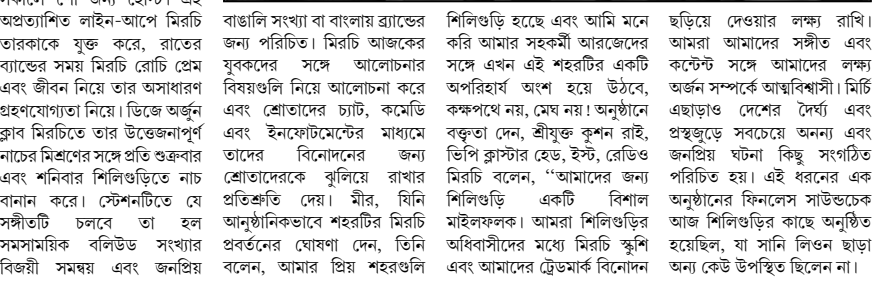 অপ্রত্যাশিত লাইন-আপে মিরচি
তারকাকে যুক্ত করে, রাতের
ব্যান্ডের সময় মিরচি রোচি প্রেম
এবং জীবন নিয়ে তার অসাধারণ
গ্রহণযোগ্যতা নিয়ে। ডিজে অর্জুন
ক্লাব মিরচিতে তার উত্তেজনাপূর্ণ
নাচের মিশ্রণের সঙ্গে প্রতি শুক্রবার
এবং শনিবার শিলিগুড়িতে নাচ
বানান করে। স্টেশনটিতে যে
সঙ্গীতটি চলবে তা হল
সমসাময়িক বলিউড সংখ্যার
বিজয়ী সমন্বয় এবং জনপ্রিয়
বাঙালি সংখ্যা বা বাংলায় ব্র্যান্ডের
জন্য পরিচিত। মিরচি আজকের
যুবকদের সঙ্গে আলোচনার
বিষয়গুলি নিয়ে আলোচনা করে
এবং শ্রোতাদের চ্যাট, কমেডি
এবং ইনফোটমেন্টের মাধ্যমে
তাদের বিনোদনের জন্য
শ্রোতাদেরকে ঝুলিয়ে রাখার
প্রতিশ্রুতি দেয়। মীর, যিনি
আনুষ্ঠানিকভাবে শহরটির মিরচি
প্রবর্তনের ঘোষণা দেন, তিনি
বলেন, আমার প্রিয় শহরগুলি
শিলিগুড়ি হচ্ছে এবং আমি মনে
করি আমার সহকর্মী আরজেদের
সঙ্গে এখন এই শহরটির একটি
অপরিহার্য অংশ হয়ে উঠবে,
কক্ষপথে নয়, মেঘ নয়! অনুষ্ঠানে
বক্তৃতা দেন, শ্রীযুক্ত কুশন রাই,
ভিপি ক্লাস্টার হেড, ইস্ট, রেডিও
মিরচি বলেন, ‘‘আমাদের জন্য
শিলিগুড়ি একটি বিশাল
মাইলফলক। আমরা শিলিগুড়ির
অধিবাসীদের মধ্যে মিরচি স্কুশি
এবং আমাদের ট্রেডমার্ক বিনোদন
ছড়িয়ে দেওয়ার লক্ষ্য রাখি।
আমরা আমাদের সঙ্গীত এবং
কন্টেন্ট সঙ্গে আমাদের লক্ষ্য
অর্জন সম্পর্কে আত্মবিশ্বাসী। মির্চি
এছাড়াও দেশের দৈর্ঘ্য এবং
প্রস্থজুড়ে সবচেয়ে অনন্য এবং
জনপ্রিয় ঘটনা কিছু সংগঠিত
পরিচিত হয়। এই ধরনের এক
অনুষ্ঠানের ফিনলেস সাউন্ডচেক
আজ শিলিগুড়ির কাছে অনুষ্ঠিত
হয়েছিল, যা সানি লিওন ছাড়া
অন্য কেউ উপস্থিত ছিলেন না।